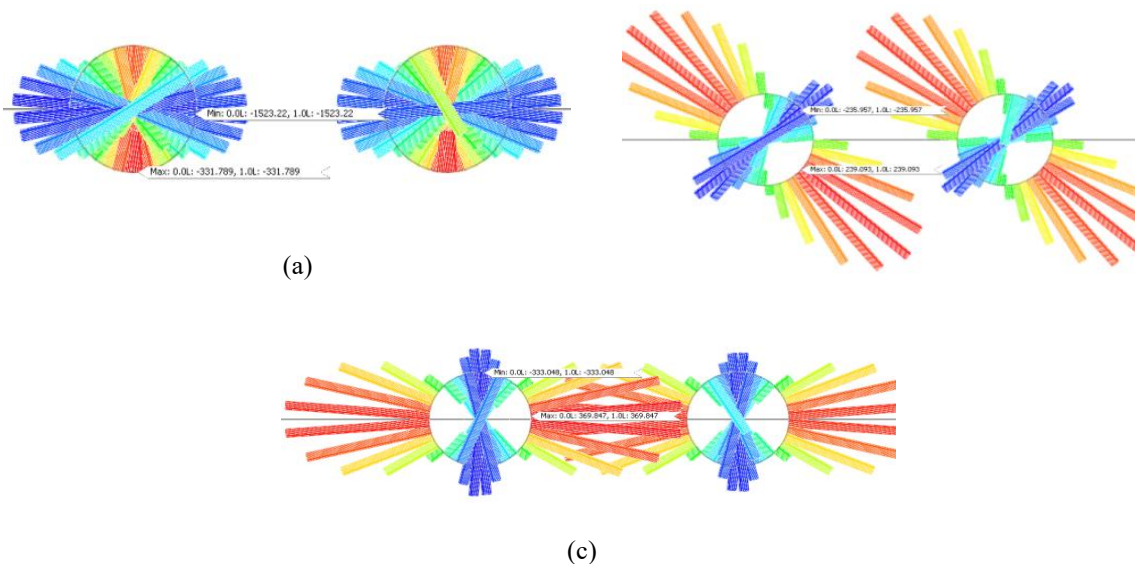 Min: 0.0L: -1523.22, 1.0L: -1523.22
Max: 0.0L: -331.789, 1.0L: -331.789
Min: 0.0L: -235.957, 1.0L: -235.957
Max: 0.0L: 239.093, 1.0L: 239.093
(a)
Min: 0.0L: -333.048, 1.0L: -333.048
Max: 0.0L: 369.847, 1.0L: 369.847
(c)